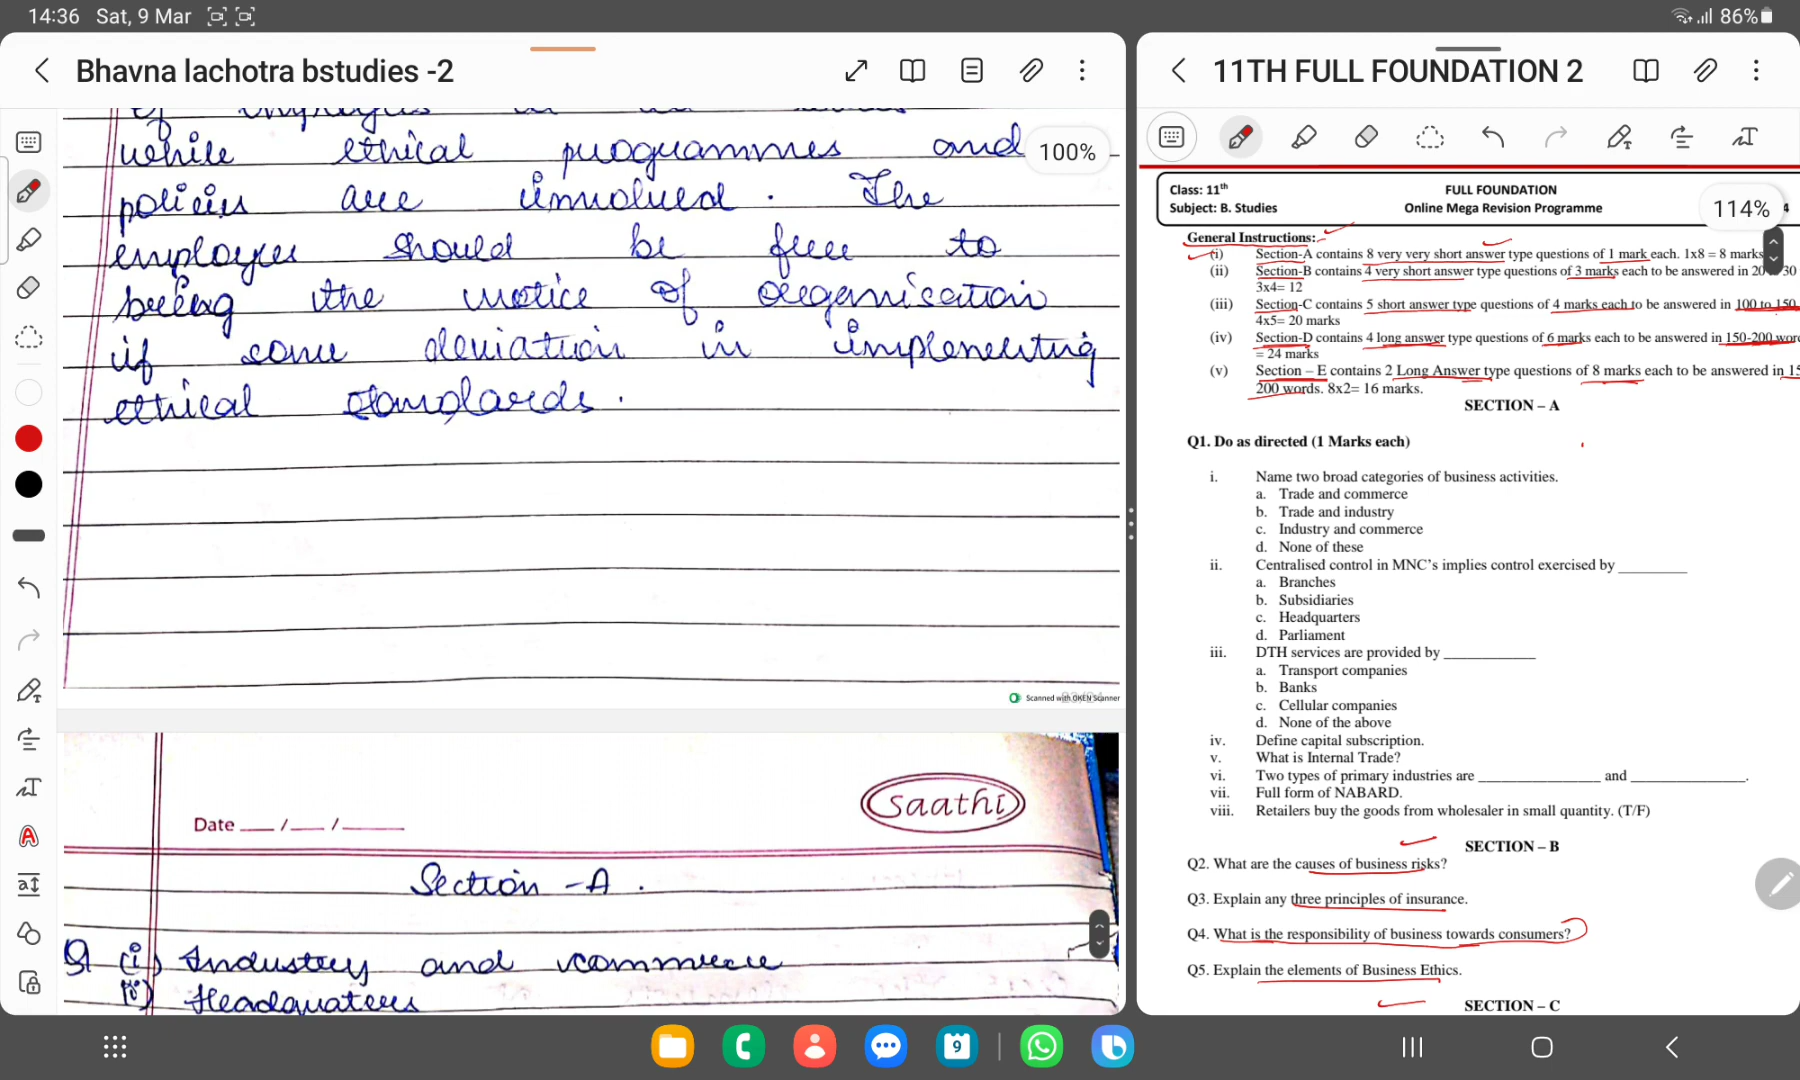 14:36 Sat, 9 Mar
86%
Bhavna lachotra bstudies -2
of employees
while ethical programmes and
policies are involved. The
employees should be free to
bring the notice of organisation
if some deviation in implementing
ethical standards.
100%
Scanned with OKEN Scanner
Date __/__/____
Saathi
Section -A.
Q1 (i) Industry and commerce
(ii) Headquaters
11TH FULL FOUNDATION 2
114%
Class: 11th
FULL FOUNDATION
Subject: B. Studies
Online Mega Revision Programme
4
General Instructions:-
(i) Section-A contains 8 very very short answer type questions of 1 mark each. 1x8 = 8 marks
(ii) Section-B contains 4 very short answer type questions of 3 marks each to be answered in 20 30
3x4= 12
(iii) Section-C contains 5 short answer type questions of 4 marks each to be answered in 100 to 150
4x5= 20 marks
(iv) Section-D contains 4 long answer type questions of 6 marks each to be answered in 150-200 wor
= 24 marks
(v) Section – E contains 2 Long Answer type questions of 8 marks each to be answered in 15
200 words. 8x2= 16 marks.
SECTION – A
Q1. Do as directed (1 Marks each)
i. Name two broad categories of business activities.
a. Trade and commerce
b. Trade and industry
c. Industry and commerce
d. None of these
ii. Centralised control in MNC’s implies control exercised by ________
a. Branches
b. Subsidiaries
c. Headquarters
d. Parliament
iii. DTH services are provided by ___________
a. Transport companies
b. Banks
c. Cellular companies
d. None of the above
iv. Define capital subscription.
v. What is Internal Trade?
vi. Two types of primary industries are ______________ and _____________.
vii. Full form of NABARD.
viii. Retailers buy the goods from wholesaler in small quantity. (T/F)
SECTION – B
Q2. What are the causes of business risks?
Q3. Explain any three principles of insurance.
Q4. What is the responsibility of business towards consumers?
Q5. Explain the elements of Business Ethics.
SECTION – C
9